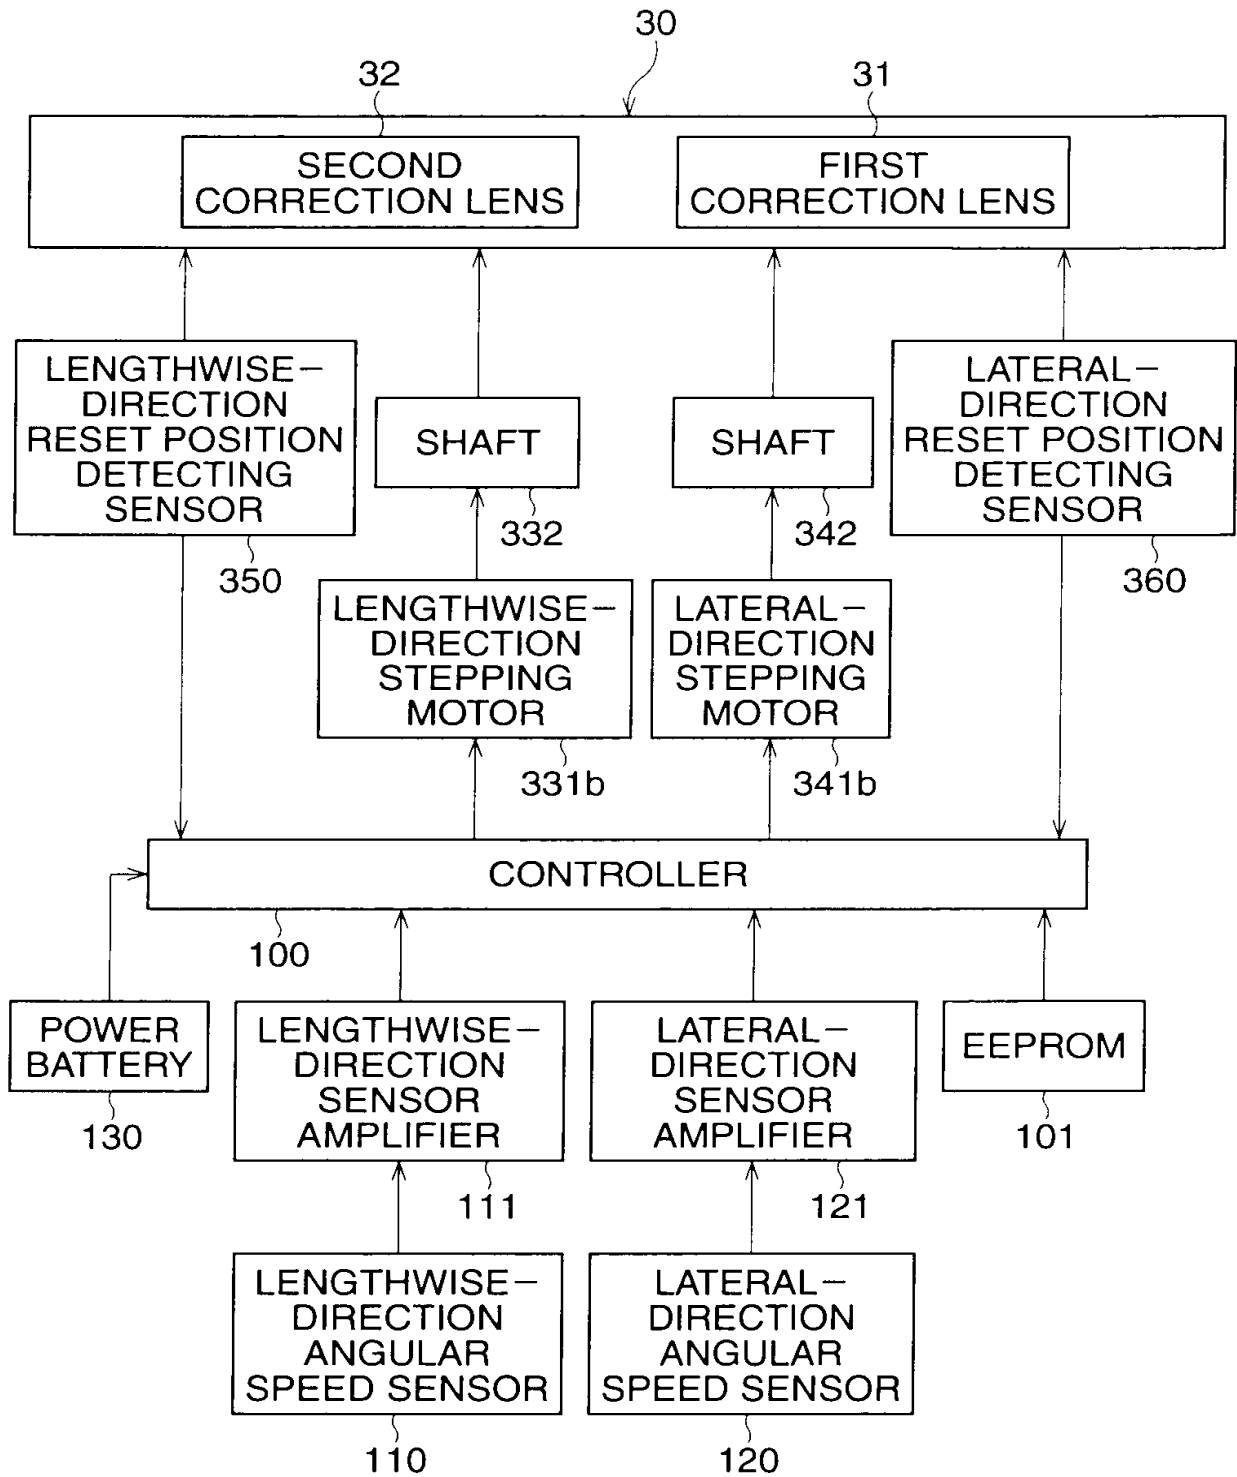 30
32
31
SECOND
CORRECTION LENS
FIRST
CORRECTION LENS
LENGTHWISE-
DIRECTION
RESET POSITION
DETECTING
SENSOR
350
SHAFT
332
SHAFT
342
LATERAL-
DIRECTION
RESET POSITION
DETECTING
SENSOR
360
LENGTHWISE-
DIRECTION
STEPPING
MOTOR
331b
LATERAL-
DIRECTION
STEPPING
MOTOR
341b
CONTROLLER
100
POWER
BATTERY
130
LENGTHWISE-
DIRECTION
SENSOR
AMPLIFIER
111
LATERAL-
DIRECTION
SENSOR
AMPLIFIER
121
EEPROM
101
LENGTHWISE-
DIRECTION
ANGULAR
SPEED SENSOR
110
LATERAL-
DIRECTION
ANGULAR
SPEED SENSOR
120